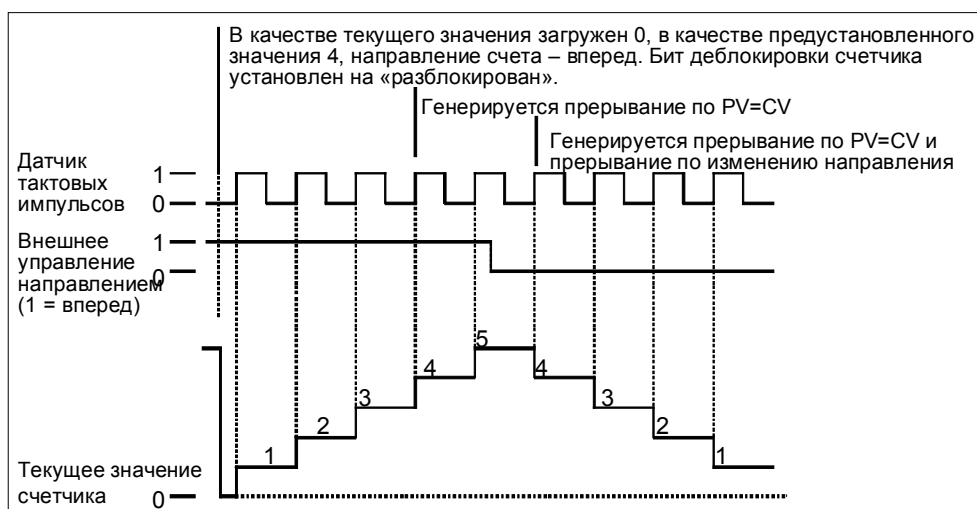 В качестве текущего значения загружен 0, в качестве предустановленного
значения 4, направление счета – вперед. Бит деблокировки счетчика
установлен на «разблокирован».
Генерируется прерывание по PV=CV
Генерируется прерывание по PV=CV и
прерывание по изменению направления
Датчик
тактовых
импульсов
1
0
Внешнее
управление
направлением
(1 = вперед)
1
0
5
4
4
3
3
2
2
1
1
Текущее значение
счетчика
0